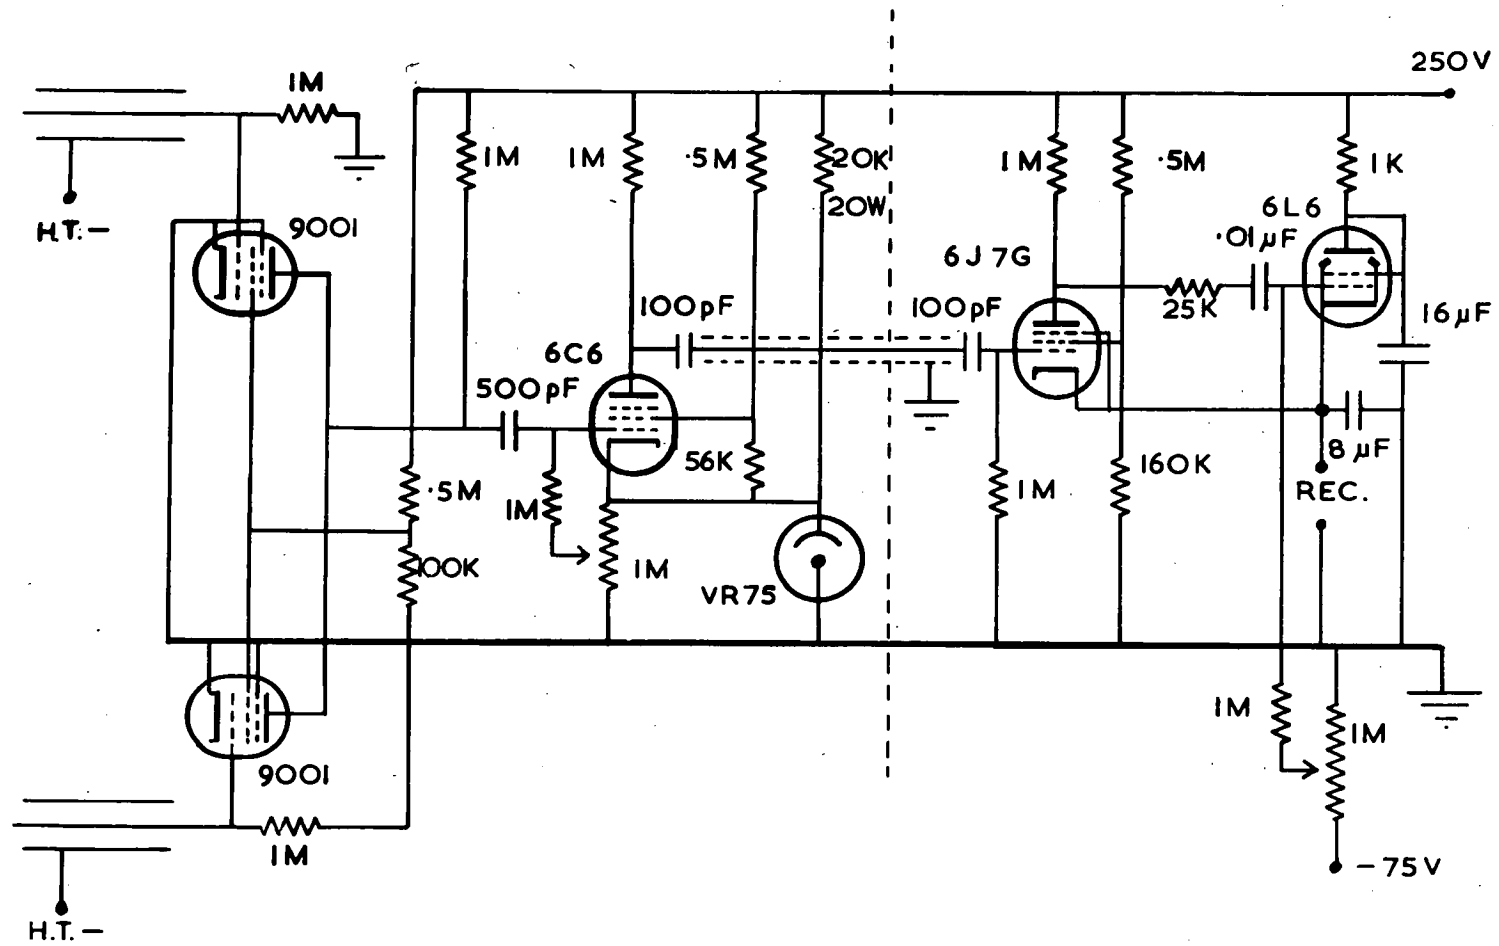 250V
1M
1M
1M
·5M
20K
20W
1M
·5M
1K
H.T. –
9001
6L6
·01µF
6J7G
25K
100pF
100pF
16µF
6C6
500pF
56K
8µF
160K
REC.
·5M
1M
1M
100K
1M
VR75
1M
1M
9001
1M
–75V
H.T. –